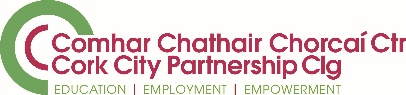 Comhar Chathair Chorcaí Ctr
Cork City Partnership Clg
EDUCATION | EMPLOYMENT | EMPOWERMENT